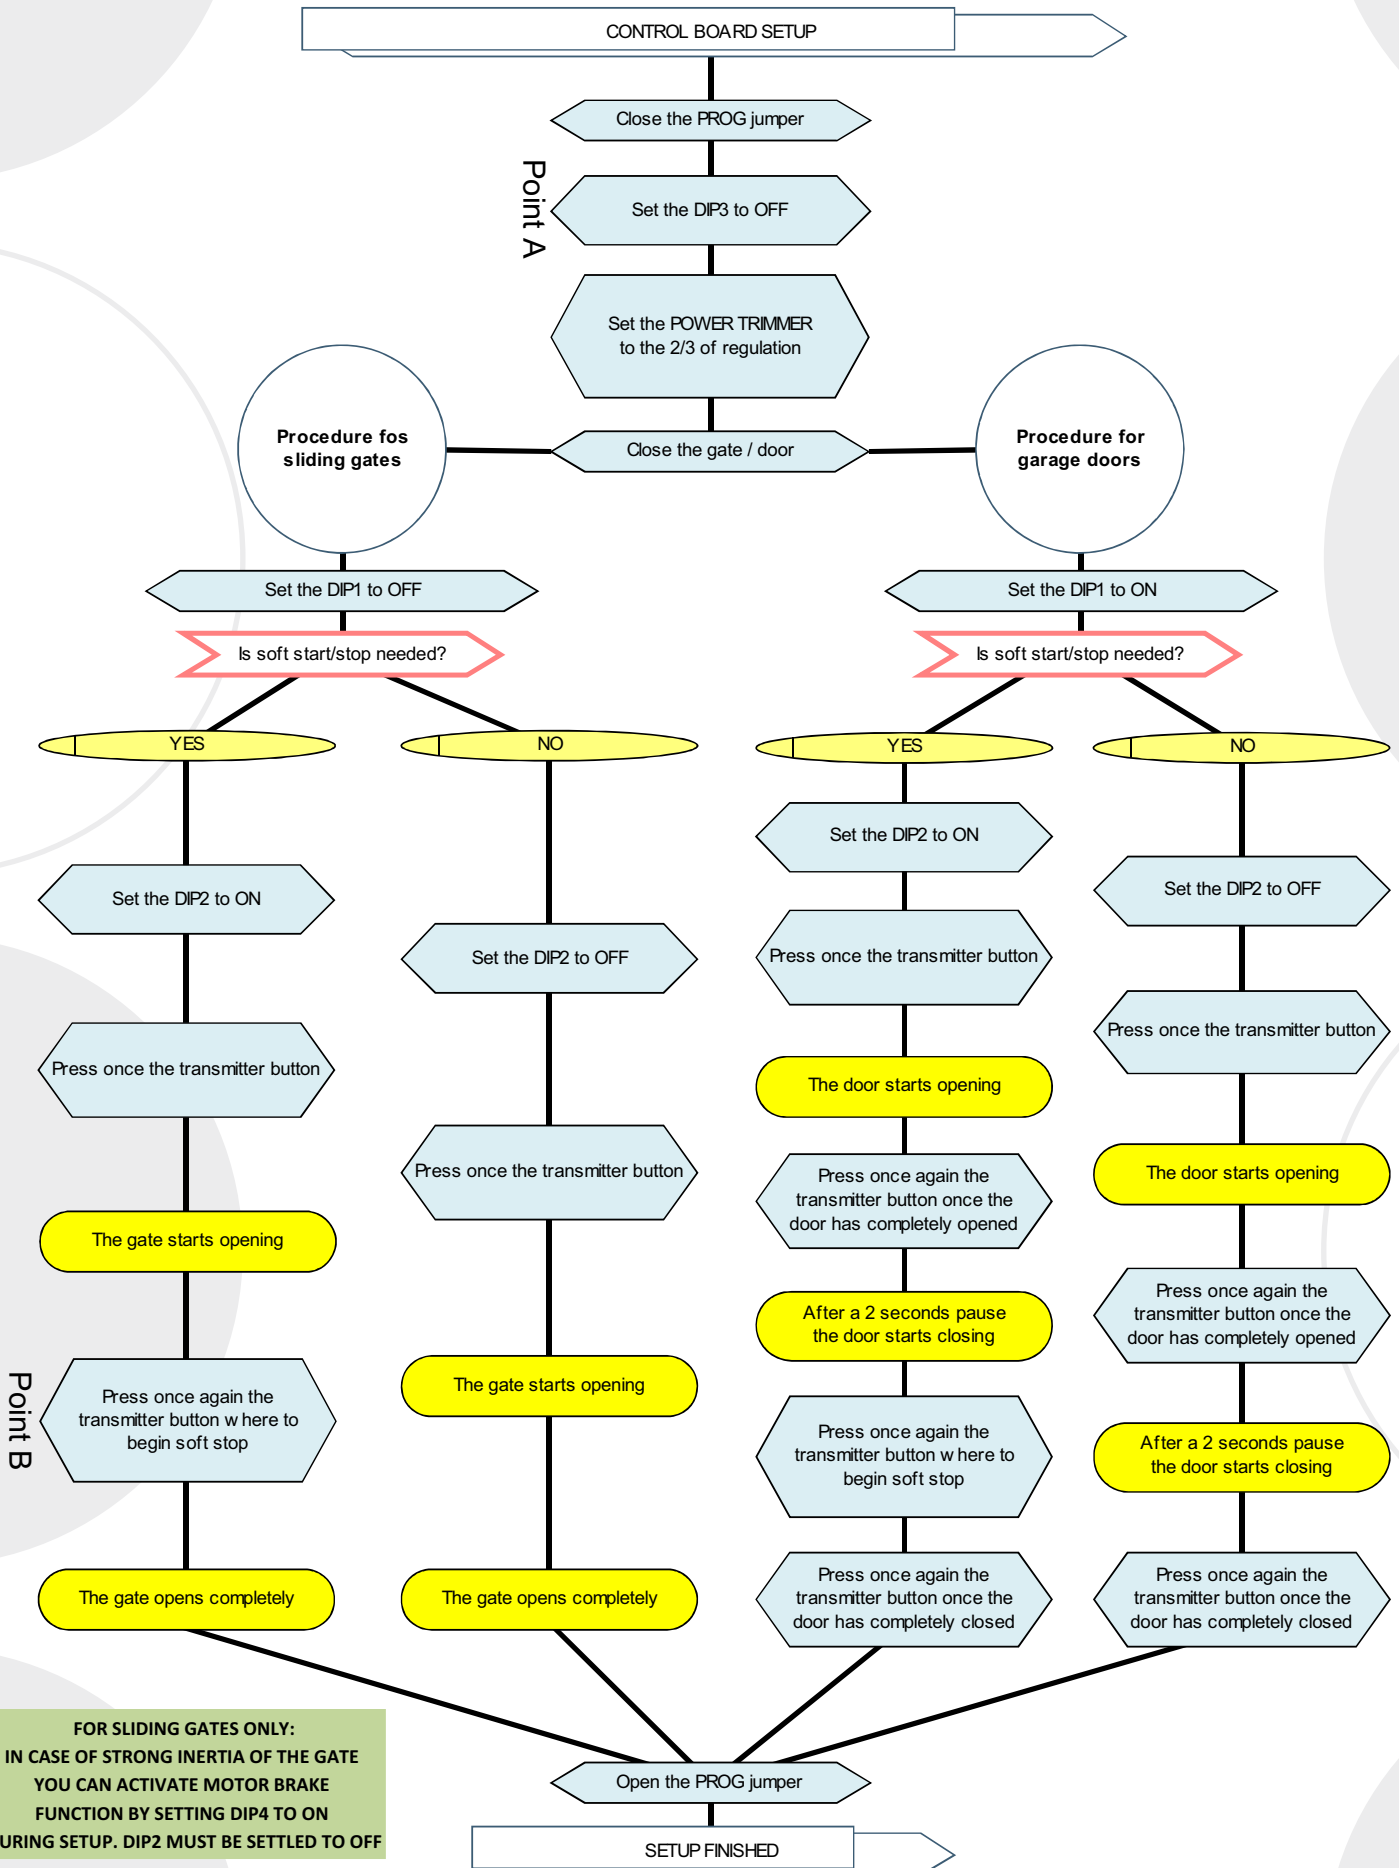 CONTROL BOARD SETUP
Close the PROG jumper
Point A
Set the DIP3 to OFF
Set the POWER TRIMMER
to the 2/3 of regulation
Close the gate / door
Procedure fos
sliding gates
Set the DIP1 to OFF
Is soft start/stop needed?
YES
Set the DIP2 to ON
Press once the transmitter button
The gate starts opening
Point B
Press once again the
transmitter button w here to
begin soft stop
The gate opens completely
NO
Set the DIP2 to OFF
Press once the transmitter button
The gate starts opening
The gate opens completely
Procedure for
garage doors
Set the DIP1 to ON
Is soft start/stop needed?
YES
Set the DIP2 to ON
Press once the transmitter button
The door starts opening
Press once again the
transmitter button once the
door has completely opened
After a 2 seconds pause
the door starts closing
Press once again the
transmitter button w here to
begin soft stop
Press once again the
transmitter button once the
door has completely closed
NO
Set the DIP2 to OFF
Press once the transmitter button
The door starts opening
Press once again the
transmitter button once the
door has completely opened
After a 2 seconds pause
the door starts closing
Press once again the
transmitter button once the
door has completely closed
FOR SLIDING GATES ONLY:
IN CASE OF STRONG INERTIA OF THE GATE
YOU CAN ACTIVATE MOTOR BRAKE
FUNCTION BY SETTING DIP4 TO ON
URING SETUP. DIP2 MUST BE SETTLED TO OFF
Open the PROG jumper
SETUP FINISHED